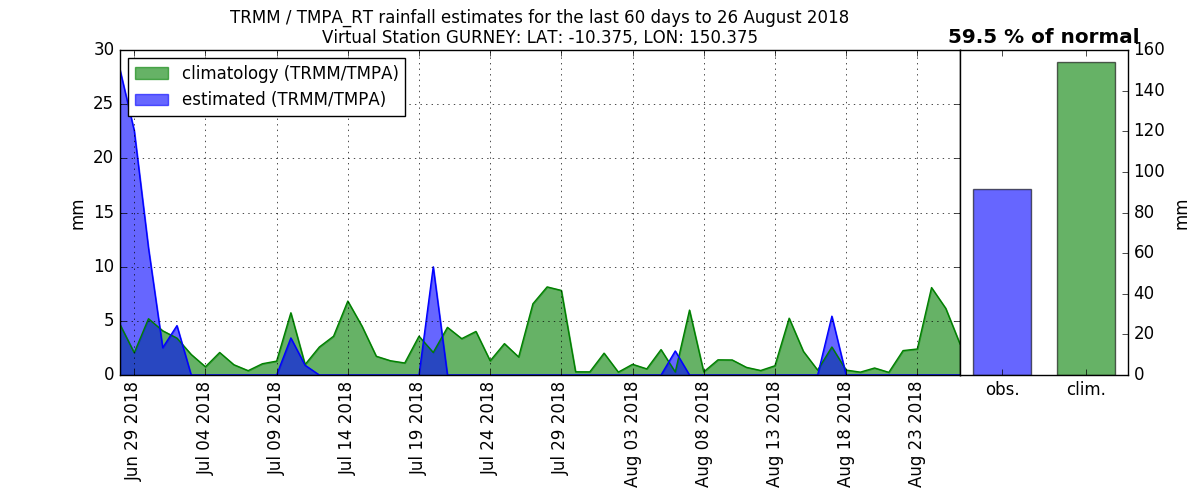 TRMM / TMPA_RT rainfall estimates for the last 60 days to 26 August 2018
Virtual Station GURNEY: LAT: -10.375, LON: 150.375
59.5 % of normal
climatology (TRMM/TMPA)
estimated (TRMM/TMPA)
30
25
20
15
10
5
0
mm
Jun 29 2018
Jul 04 2018
Jul 09 2018
Jul 14 2018
Jul 19 2018
Jul 24 2018
Jul 29 2018
Aug 03 2018
Aug 08 2018
Aug 13 2018
Aug 18 2018
Aug 23 2018
160
140
120
100
80
60
40
20
0
mm
obs.
clim.